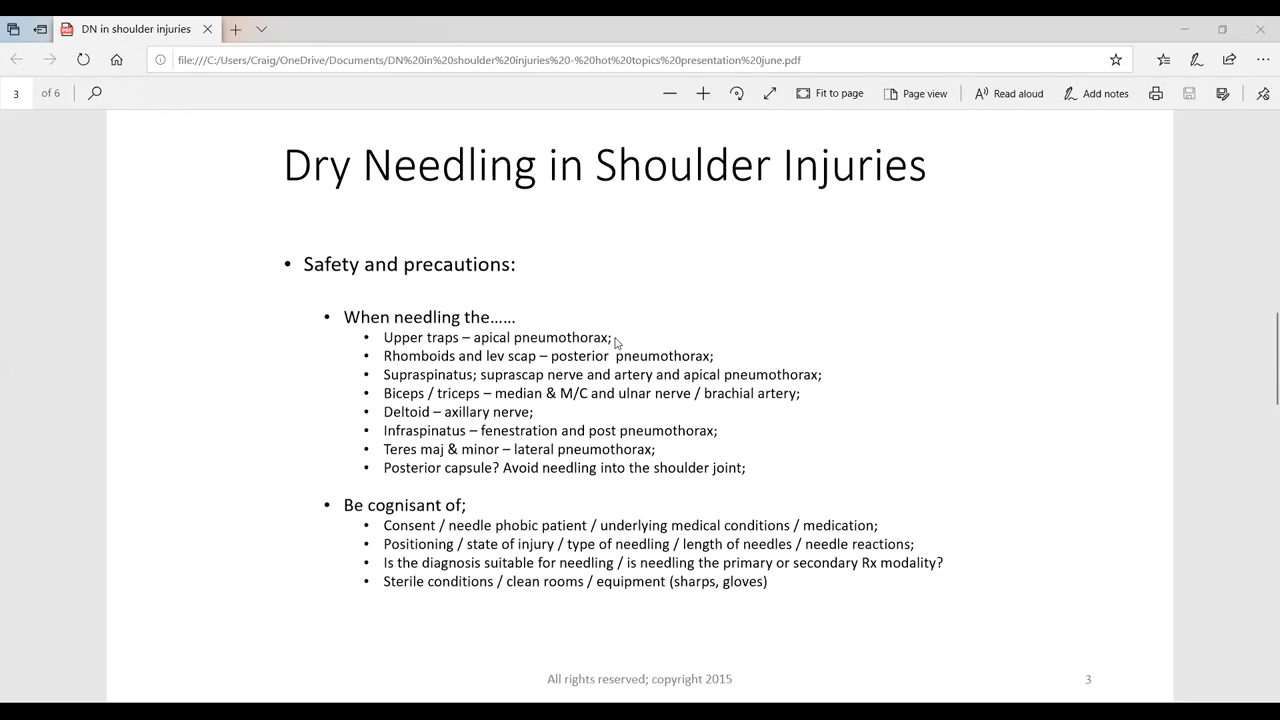 DN in shoulder injuries
file:///C:/Users/Craig/OneDrive/Documents/DN%20in%20shoulder%20injuries%20-%20hot%20topics%20presentation%20june.pdf
3 of 6 Fit to page Page view Read aloud Add notes
Dry Needling in Shoulder Injuries
• Safety and precautions:
• When needling the……
• Upper traps – apical pneumothorax;
• Rhomboids and lev scap – posterior  pneumothorax;
• Supraspinatus; suprascap nerve and artery and apical pneumothorax;
• Biceps / triceps – median & M/C and ulnar nerve / brachial artery;
• Deltoid – axillary nerve;
• Infraspinatus – fenestration and post pneumothorax;
• Teres maj & minor – lateral pneumothorax;
• Posterior capsule? Avoid needling into the shoulder joint;
• Be cognisant of;
• Consent / needle phobic patient / underlying medical conditions / medication;
• Positioning / state of injury / type of needling / length of needles / needle reactions;
• Is the diagnosis suitable for needling / is needling the primary or secondary Rx modality?
• Sterile conditions / clean rooms / equipment (sharps, gloves)
All rights reserved; copyright 2015
3